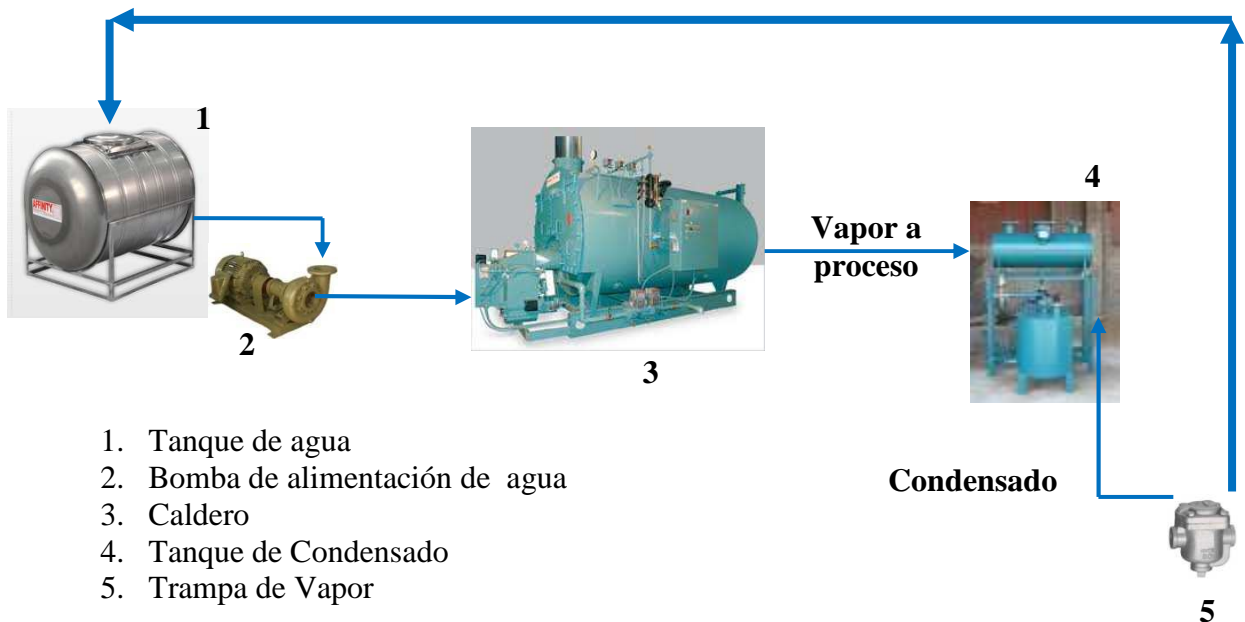 1
AFFINITY
4
Vapor a
proceso
2
3
1. Tanque de agua
2. Bomba de alimentación de agua
3. Caldero
4. Tanque de Condensado
5. Trampa de Vapor
Condensado
5